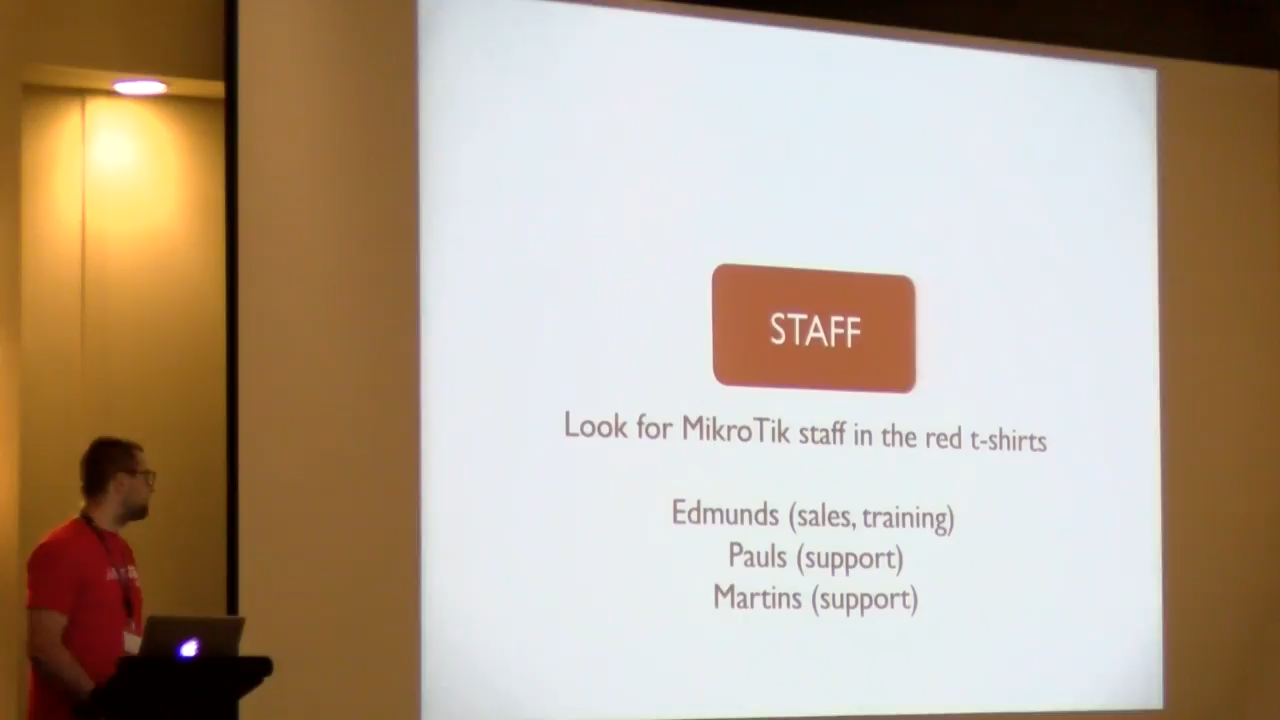 STAFF
Look for MikroTik staff in the red t-shirts
Edmunds (sales, training)
Pauls (support)
Martins (support)